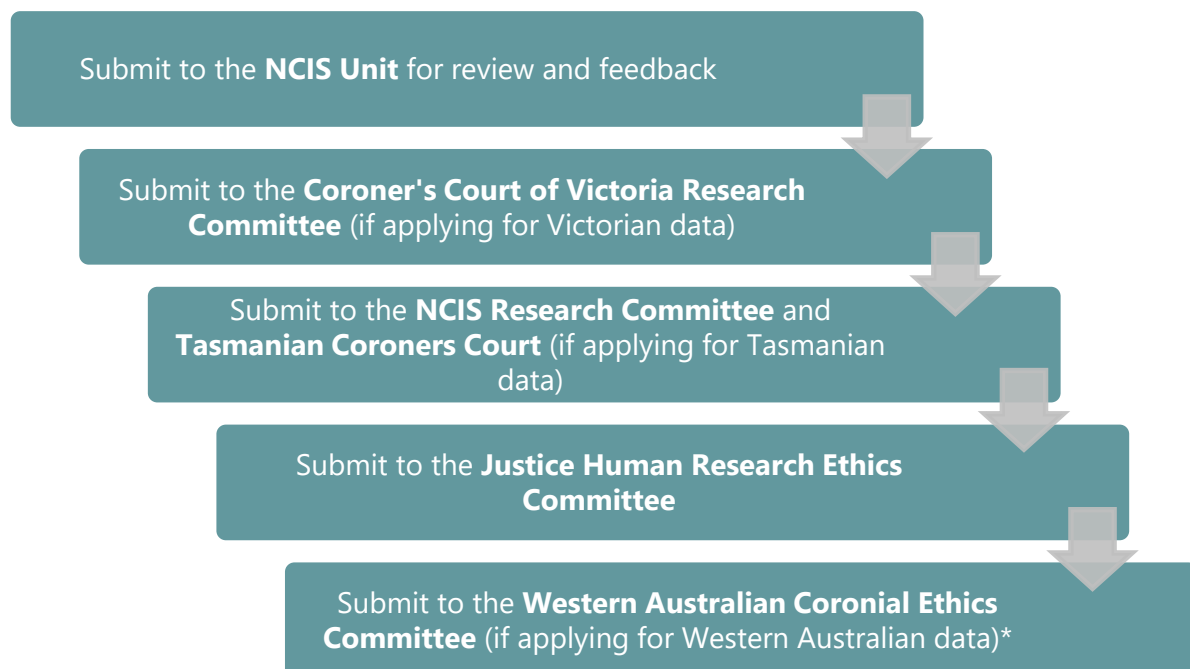 Submit to the NCIS Unit for review and feedback
Submit to the Coroner's Court of Victoria Research
Committee (if applying for Victorian data)
Submit to the NCIS Research Committee and
Tasmanian Coroners Court (if applying for Tasmanian
data)
Submit to the Justice Human Research Ethics
Committee
Submit to the Western Australian Coronial Ethics
Committee (if applying for Western Australian data)*